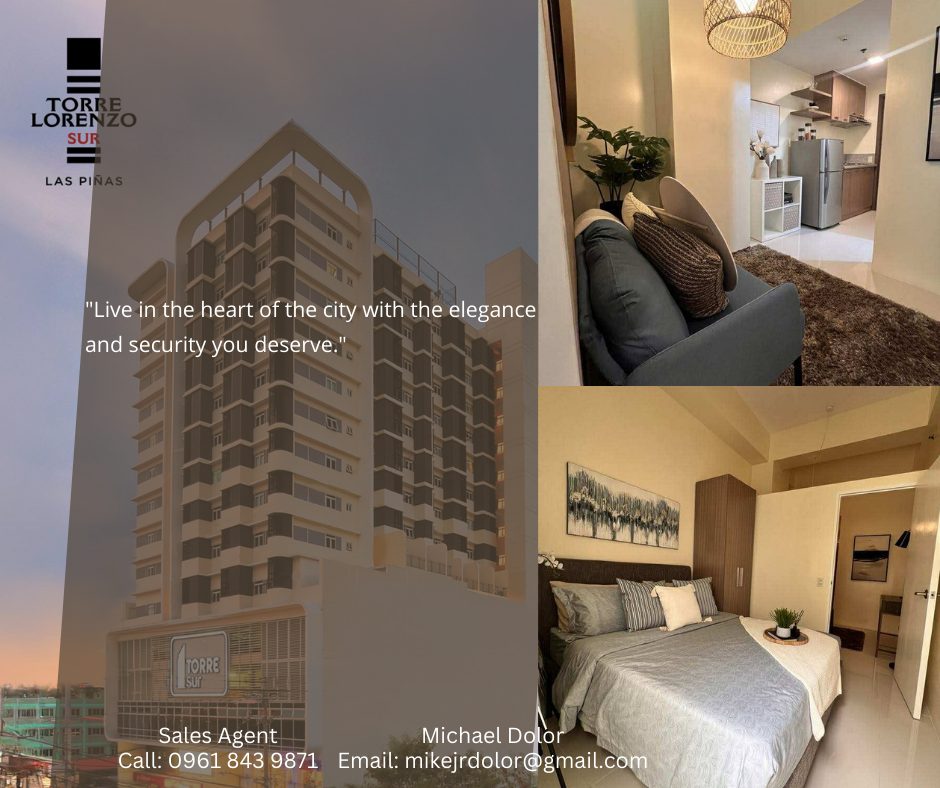 TORRE
LORENZO
SUR
LAS PIÑAS
"Live in the heart of the city with the elegance
and security you deserve."
1 TORRE
sur
Sales Agent
Call: 0961 843 9871
Michael Dolor
Email: mikejrdolor@gmail.com